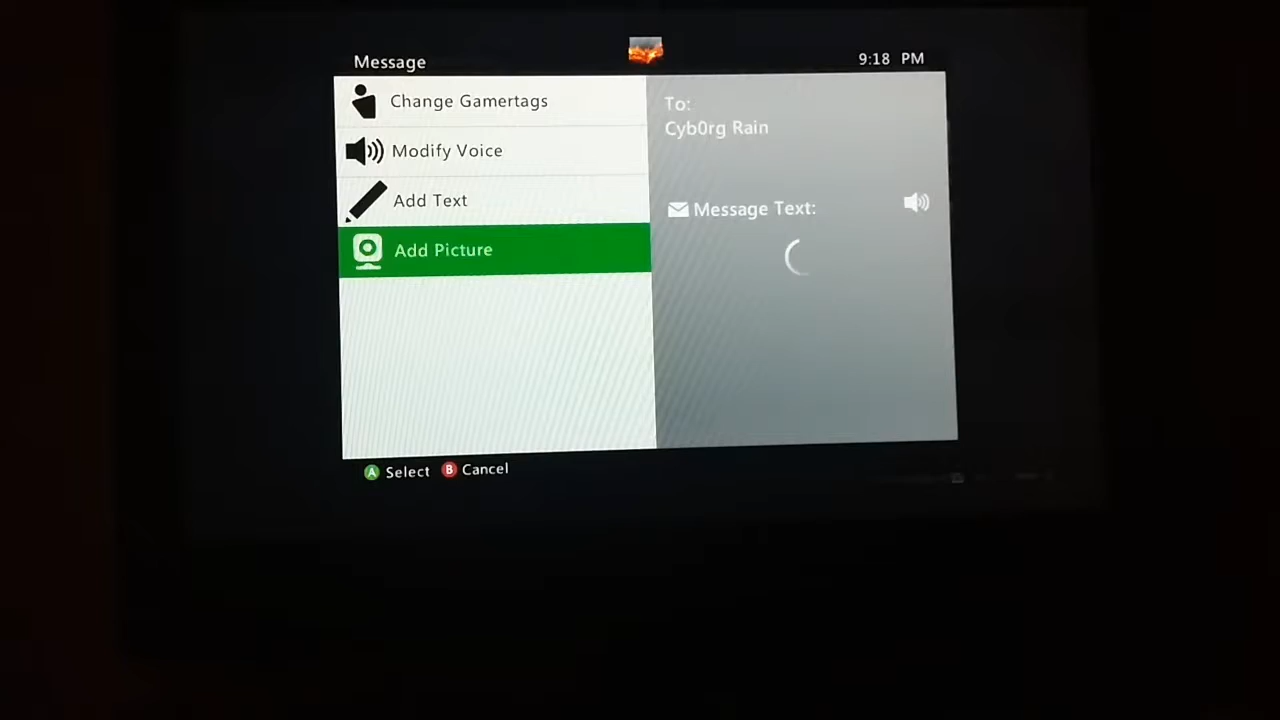 Message
9:18 PM
Change Gamertags
Modify Voice
Add Text
Add Picture
To:
Cyb0rg Rain
Message Text:
A Select B Cancel